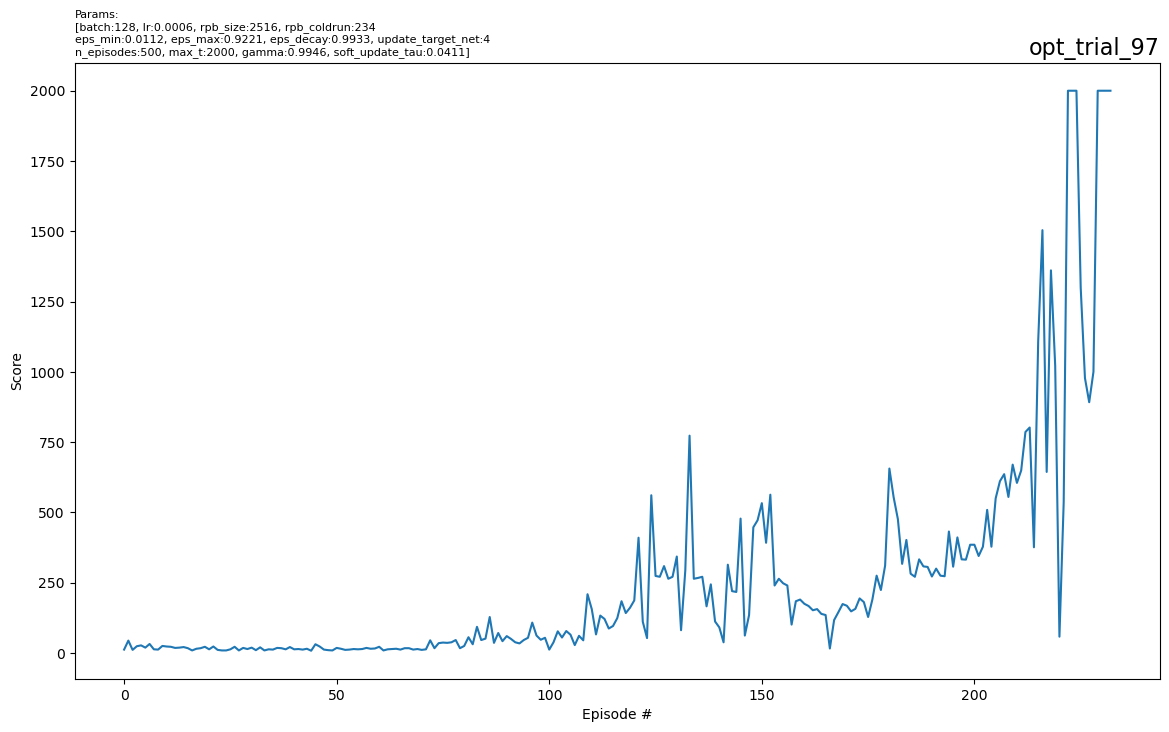 Params:
[batch:128, lr:0.0006, rpb_size:2516, rpb_coldrun:234
eps_min:0.0112, eps_max:0.9221, eps_decay:0.9933, update_target_net:4
n_episodes:500, max_t:2000, gamma:0.9946, soft_update_tau:0.0411]
opt_trial_97
2000
1750
1500
1250
1000
750
500
250
0
Score
0 50 100 150 200
Episode #